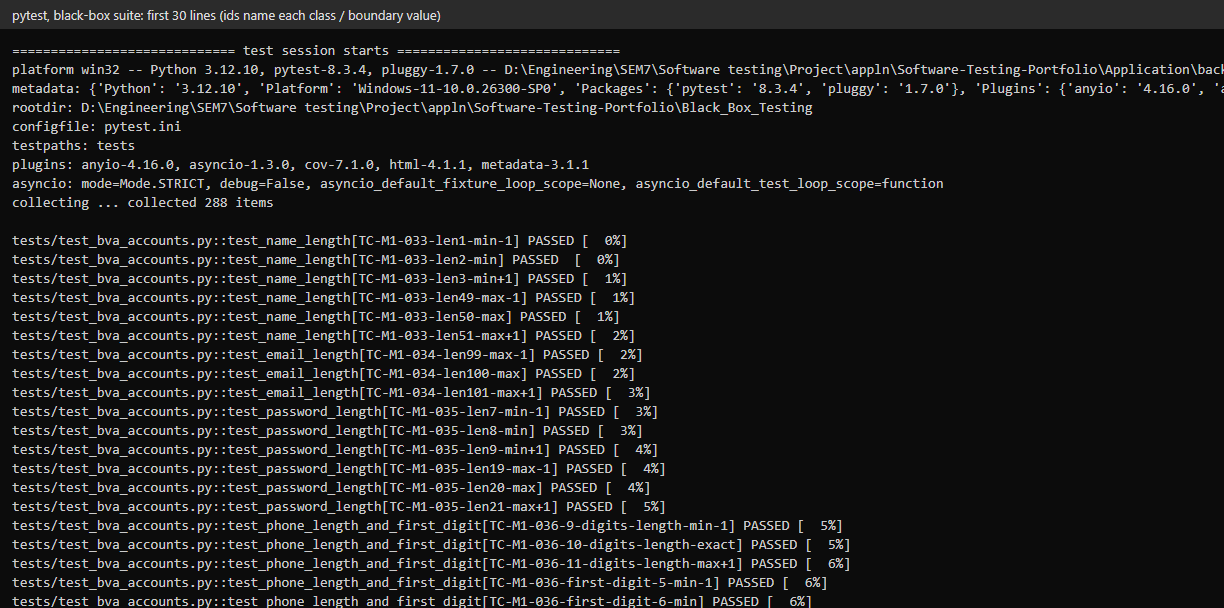 pytest, black-box suite: first 30 lines (ids name each class / boundary value)
============================= test session starts =============================
platform win32 -- Python 3.12.10, pytest-8.3.4, pluggy-1.7.0 -- D:\Engineering\SEM7\Software testing\Project\appln\Software-Testing-Portfolio\Application\back
metadata: {'Python': '3.12.10', 'Platform': 'Windows-11-10.0.26300-SP0', 'Packages': {'pytest': '8.3.4', 'pluggy': '1.7.0'}, 'Plugins': {'anyio': '4.16.0', 'a
rootdir: D:\Engineering\SEM7\Software testing\Project\appln\Software-Testing-Portfolio\Black_Box_Testing
configfile: pytest.ini
testpaths: tests
plugins: anyio-4.16.0, asyncio-1.3.0, cov-7.1.0, html-4.1.1, metadata-3.1.1
asyncio: mode=Mode.STRICT, debug=False, asyncio_default_fixture_loop_scope=None, asyncio_default_test_loop_scope=function
collecting ... collected 288 items
tests/test_bva_accounts.py::test_name_length[TC-M1-033-len1-min-1] PASSED [  0%]
tests/test_bva_accounts.py::test_name_length[TC-M1-033-len2-min] PASSED  [  0%]
tests/test_bva_accounts.py::test_name_length[TC-M1-033-len3-min+1] PASSED [  1%]
tests/test_bva_accounts.py::test_name_length[TC-M1-033-len49-max-1] PASSED [  1%]
tests/test_bva_accounts.py::test_name_length[TC-M1-033-len50-max] PASSED [  1%]
tests/test_bva_accounts.py::test_name_length[TC-M1-033-len51-max+1] PASSED [  2%]
tests/test_bva_accounts.py::test_email_length[TC-M1-034-len99-max-1] PASSED [  2%]
tests/test_bva_accounts.py::test_email_length[TC-M1-034-len100-max] PASSED [  2%]
tests/test_bva_accounts.py::test_email_length[TC-M1-034-len101-max+1] PASSED [  3%]
tests/test_bva_accounts.py::test_password_length[TC-M1-035-len7-min-1] PASSED [  3%]
tests/test_bva_accounts.py::test_password_length[TC-M1-035-len8-min] PASSED [  3%]
tests/test_bva_accounts.py::test_password_length[TC-M1-035-len9-min+1] PASSED [  4%]
tests/test_bva_accounts.py::test_password_length[TC-M1-035-len19-max-1] PASSED [  4%]
tests/test_bva_accounts.py::test_password_length[TC-M1-035-len20-max] PASSED [  4%]
tests/test_bva_accounts.py::test_password_length[TC-M1-035-len21-max+1] PASSED [  5%]
tests/test_bva_accounts.py::test_phone_length_and_first_digit[TC-M1-036-9-digits-length-min-1] PASSED [  5%]
tests/test_bva_accounts.py::test_phone_length_and_first_digit[TC-M1-036-10-digits-length-exact] PASSED [  5%]
tests/test_bva_accounts.py::test_phone_length_and_first_digit[TC-M1-036-11-digits-length-max+1] PASSED [  6%]
tests/test_bva_accounts.py::test_phone_length_and_first_digit[TC-M1-036-first-digit-5-min-1] PASSED [  6%]
tests/test_bva_accounts.py::test_phone_length_and_first_digit[TC-M1-036-first-digit-6-min] PASSED [  6%]